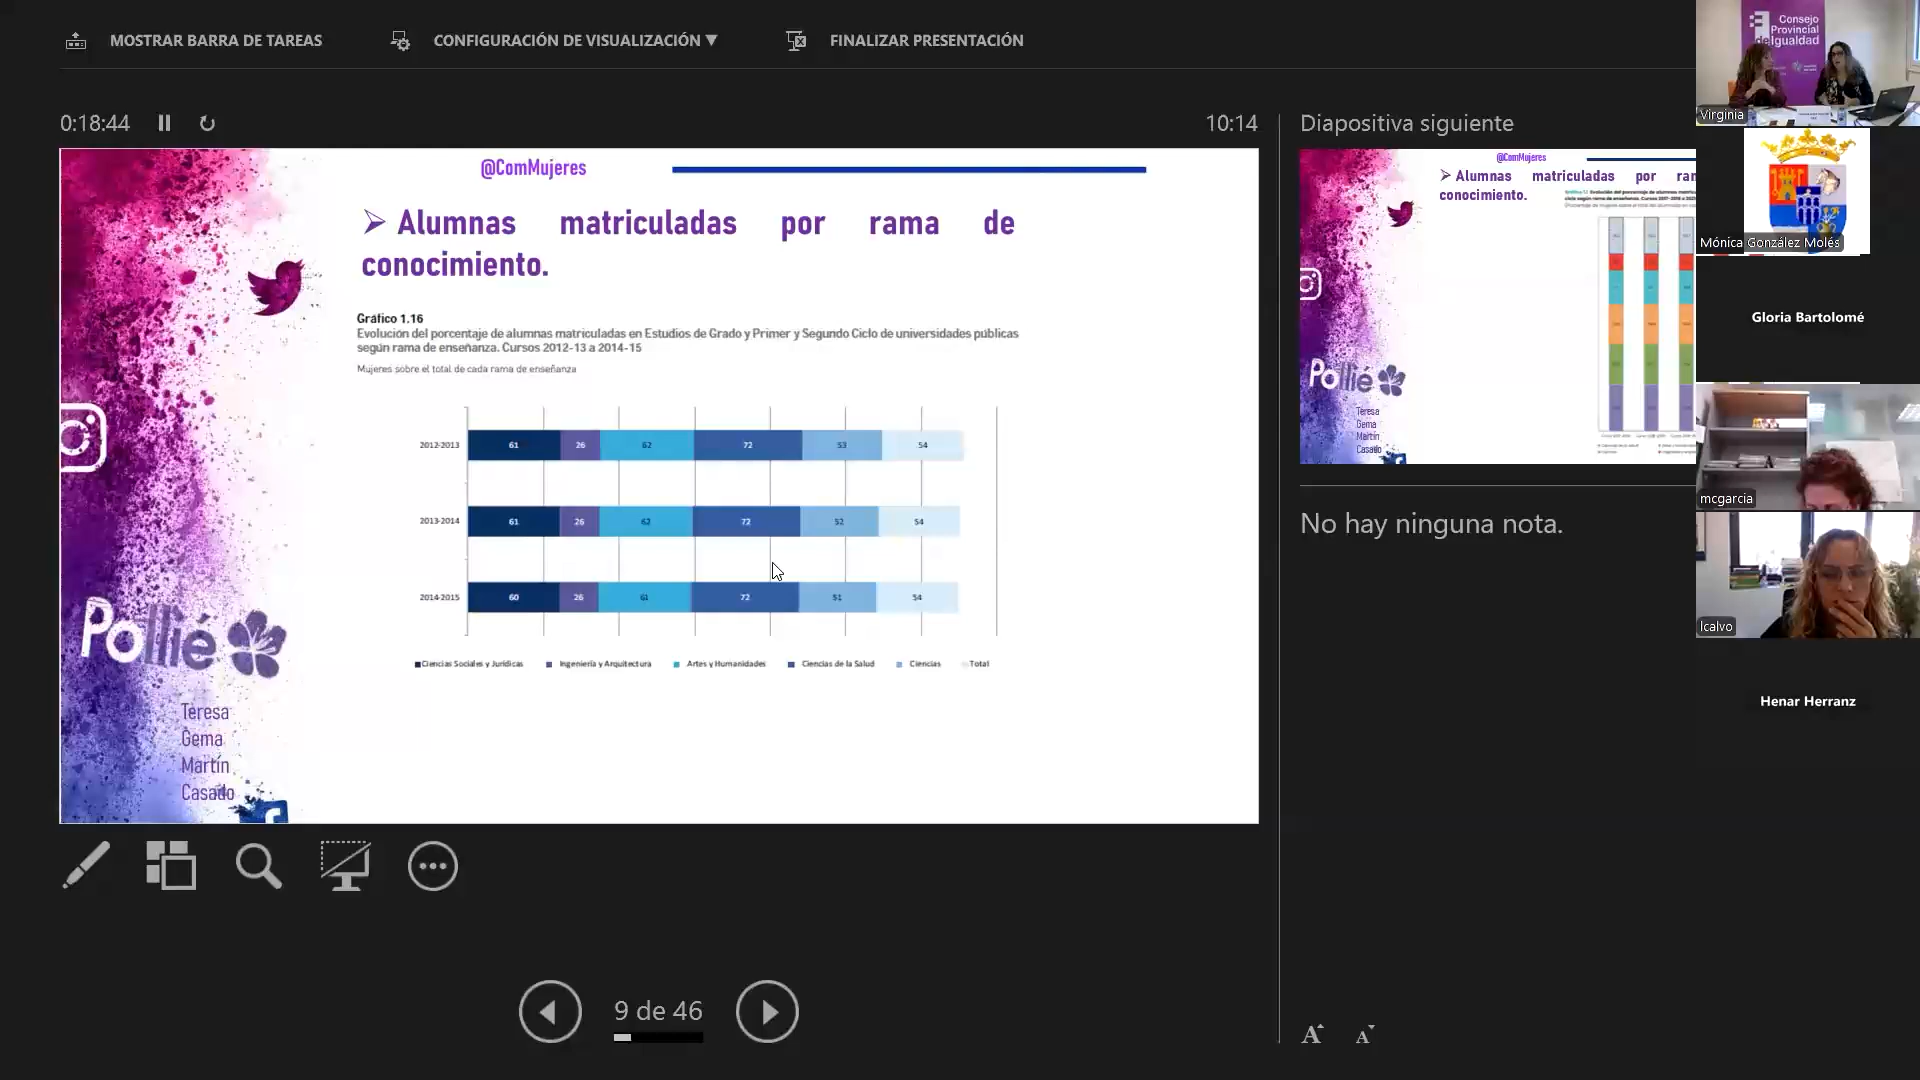 MOSTRAR BARRA DE TAREAS
CONFIGURACIÓN DE VISUALIZACIÓN ▼
FINALIZAR PRESENTACIÓN
0:18:44
10:14
@ComMujeres
➢ Alumnas matriculadas por rama de
conocimiento.
Gráfico 1.16
Evolución del porcentaje de alumnas matriculadas en Estudios de Grado y Primer y Segundo Ciclo de universidades públicas
según rama de enseñanza. Cursos 2012-13 a 2014-15
Mujeres sobre el total de cada rama de enseñanza
2012-2013 61 26 62 72 53 54
2013-2014 61 26 62 72 52 54
2014-2015 60 26 61 72 51 54
Ciencias Sociales y Jurídicas Ingeniería y Arquitectura Artes y Humanidades Ciencias de la Salud Ciencias Total
Pollié
Teresa
Gema
Martín
Casado
9 de 46
Diapositiva siguiente
@ComMujeres
➢ Alumnas matriculadas por
conocimiento.
Pollié
Teresa
Gema
Martín
Casado
No hay ninguna nota.
Consejo
Provincial
deIgualdad
Virginia
Mónica González Molés
Gloria Bartolomé
mcgarcia
lcalvo
Henar Herranz